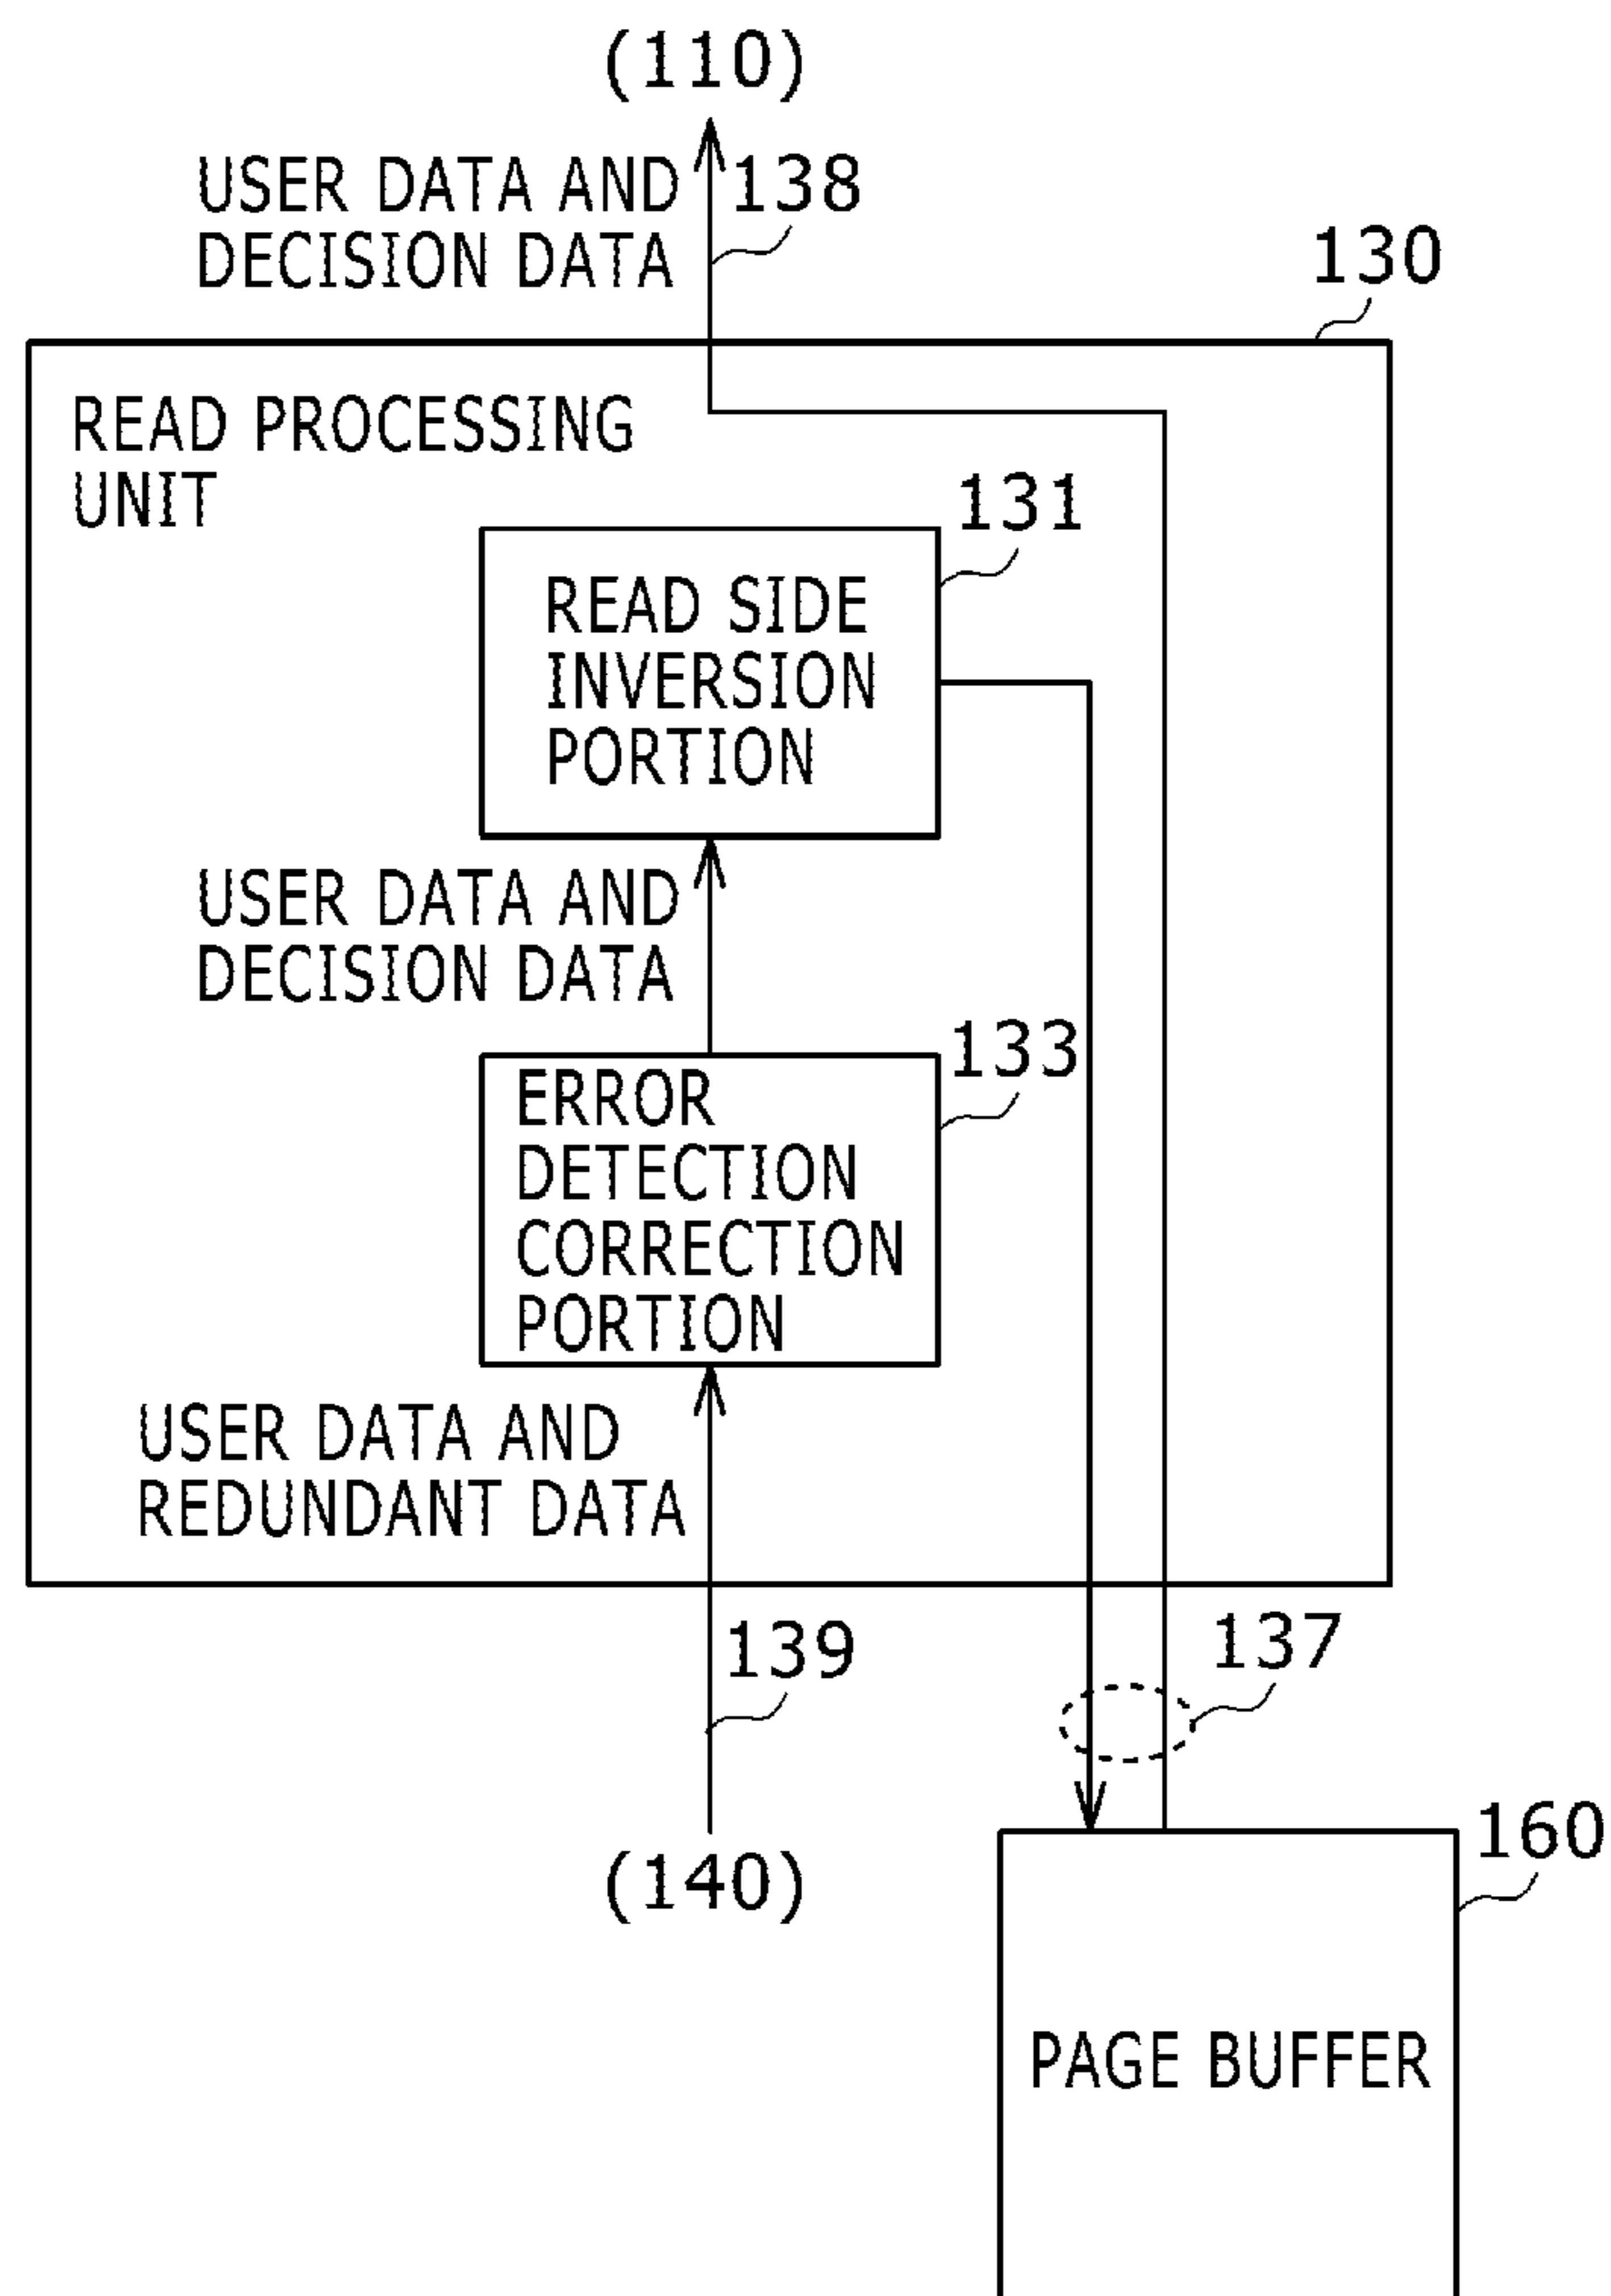 (110)
USER DATA AND
DECISION DATA
138
130
READ PROCESSING
UNIT
131
READ SIDE
INVERSION
PORTION
USER DATA AND
DECISION DATA
133
ERROR
DETECTION
CORRECTION
PORTION
USER DATA AND
REDUNDANT DATA
139
137
(140)
160
PAGE BUFFER